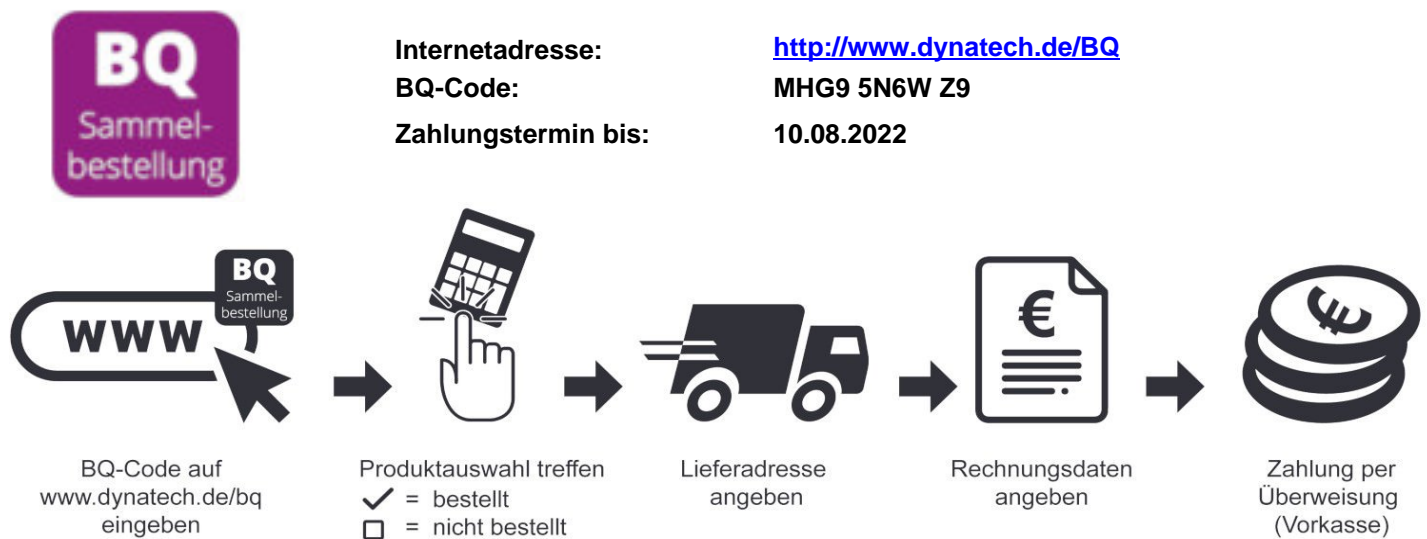 BQ
Sammel-
bestellung
Internetadresse: http://www.dynatech.de/BQ
BQ-Code: MHG9 5N6W Z9
Zahlungstermin bis: 10.08.2022
BQ
Sammel-
bestellung
WWW
€
€
BQ-Code auf
www.dynatech.de/bq
eingeben
Produktauswahl treffen
✓ = bestellt
☐ = nicht bestellt
Lieferadresse
angeben
Rechnungsdaten
angeben
Zahlung per
Überweisung
(Vorkasse)